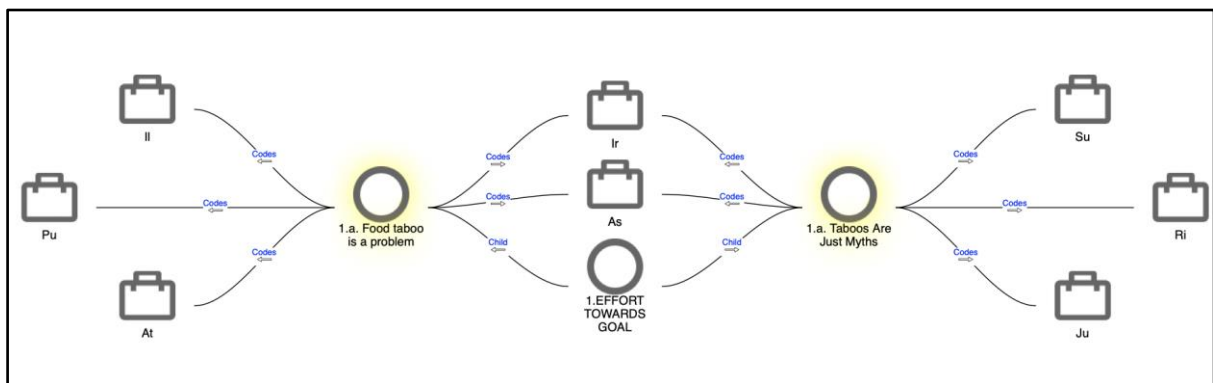 Il
Pu
At
Codes
Codes
Codes
1.a. Food taboo
is a problem
Codes
Codes
Child
Ir
As
1.EFFORT
TOWARDS
GOAL
Codes
Codes
Child
1.a. Taboos Are
Just Myths
Codes
Codes
Codes
Su
Ri
Ju